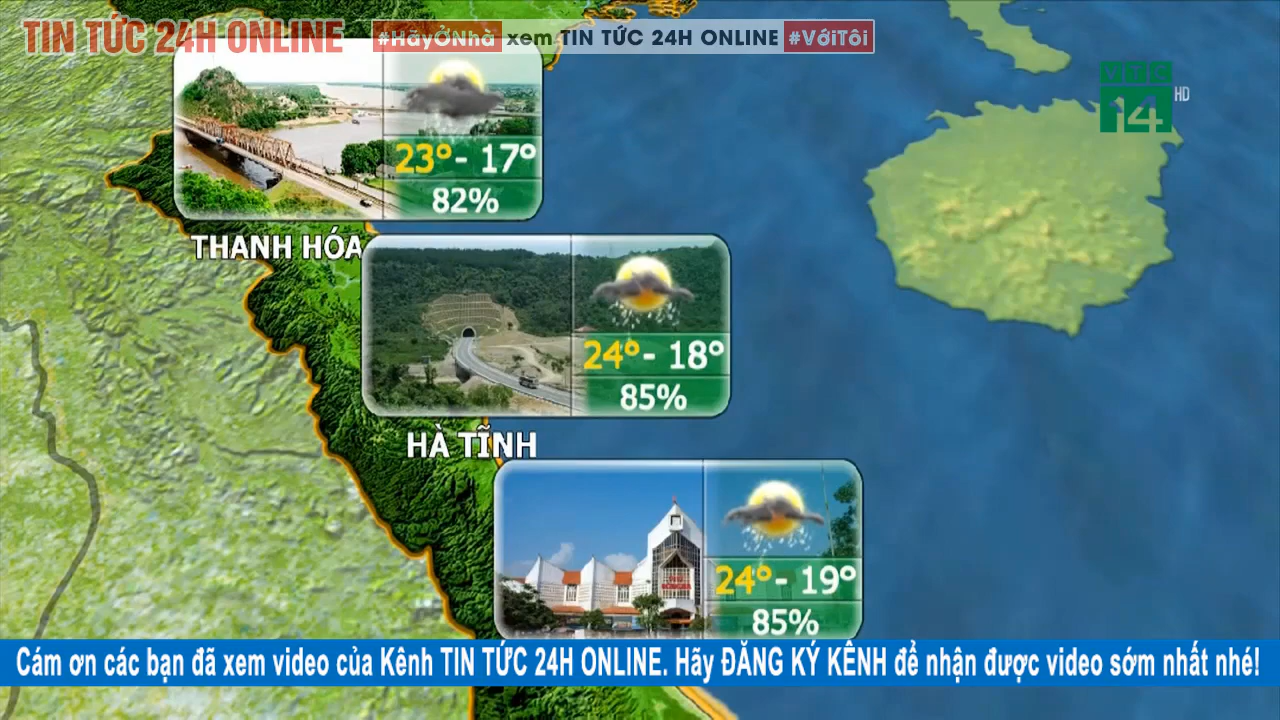 TIN TỨC 24H ONLINE
#HãyỞNhà xem TIN TỨC 24H ONLINE #VớiTôi
VTC
14 HD
23° - 17°
82%
THANH HÓA
24° - 18°
85%
HÀ TĨNH
24° - 19°
85%
Cám ơn các bạn đã xem video của Kênh TIN TỨC 24H ONLINE. Hãy ĐĂNG KÝ KÊNH để nhận được video sớm nhất nhé!